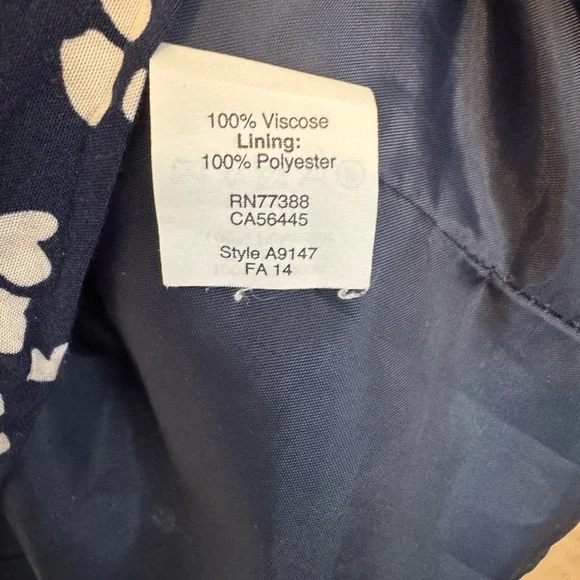 100% Viscose
Lining:
100% Polyester
RN77388
CA56445
Style A9147
FA 14